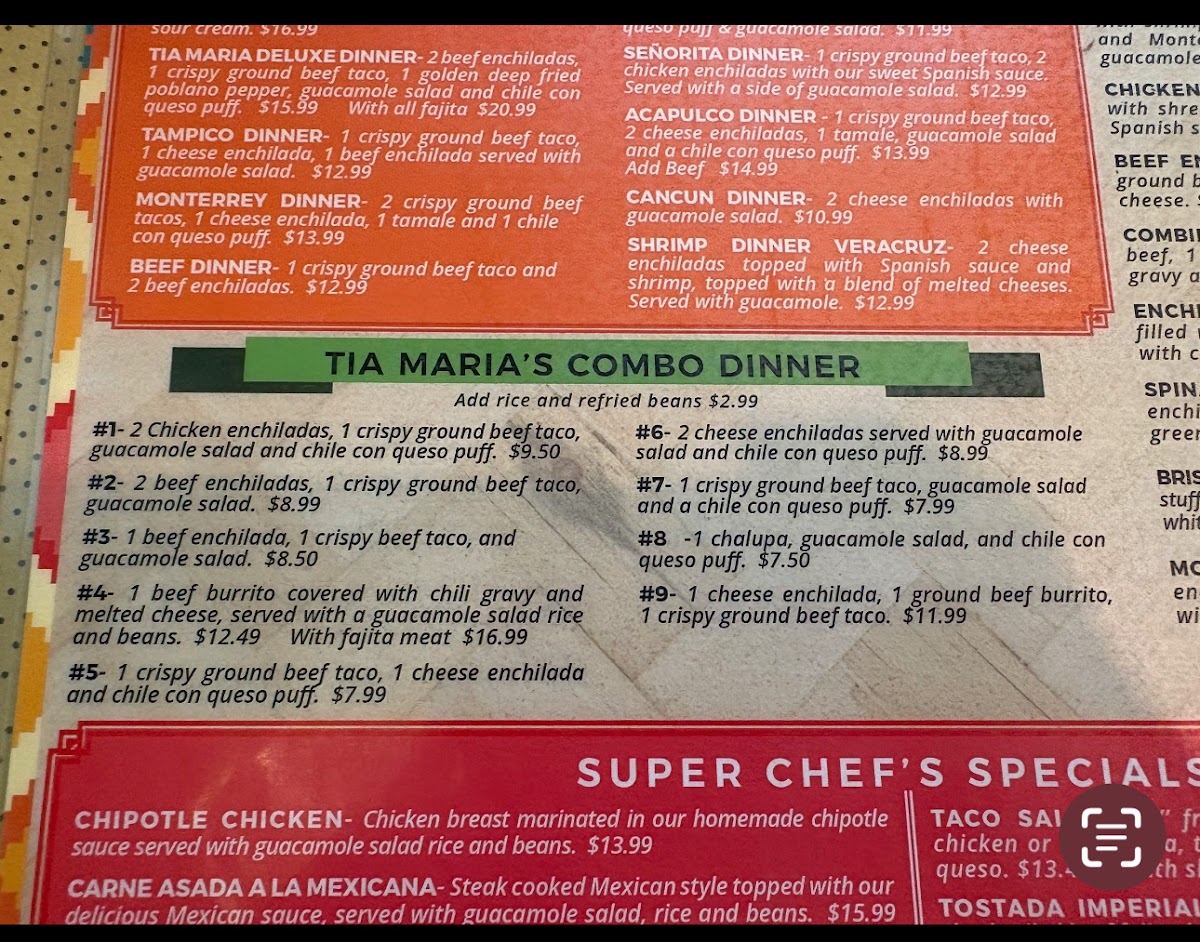 sour cream. $16.99
TIA MARIA DELUXE DINNER- 2 beef enchiladas,
1 crispy ground beef taco, 1 golden deep fried
poblano pepper, guacamole salad and chile con
queso puff. $15.99 With all fajita $20.99
TAMPICO DINNER- 1 crispy ground beef taco,
1 cheese enchilada, 1 beef enchilada served with
guacamole salad. $12.99
MONTERREY DINNER- 2 crispy ground beef
tacos, 1 cheese enchilada, 1 tamale and 1 chile
con queso puff. $13.99
BEEF DINNER- 1 crispy ground beef taco and
2 beef enchiladas. $12.99
queso puff & guacamole salad. $11.99
SEÑORITA DINNER- 1 crispy ground beef taco, 2
chicken enchiladas with our sweet Spanish sauce.
Served with a side of guacamole salad. $12.99
ACAPULCO DINNER - 1 crispy ground beef taco,
2 cheese enchiladas, 1 tamale, guacamole salad
and a chile con queso puff. $13.99
Add Beef $14.99
CANCUN DINNER- 2 cheese enchiladas with
guacamole salad. $10.99
SHRIMP DINNER VERACRUZ- 2 cheese
enchiladas topped with Spanish sauce and
shrimp, topped with a blend of melted cheeses.
Served with guacamole. $12.99
and Monte
guacamole
CHICKEN
with shre
Spanish s
BEEF EN
ground b
cheese. $
COMBI
beef, 1
gravy a
ENCHI
filled
with c
SPIN
enchi
green
BRIS
stuff
whit
MO
en
wi
TIA MARIA'S COMBO DINNER
Add rice and refried beans $2.99
#1- 2 Chicken enchiladas, 1 crispy ground beef taco,
guacamole salad and chile con queso puff. $9.50
#2- 2 beef enchiladas, 1 crispy ground beef taco,
guacamole salad. $8.99
#3- 1 beef enchilada, 1 crispy beef taco, and
guacamole salad. $8.50
#4- 1 beef burrito covered with chili gravy and
melted cheese, served with a guacamole salad rice
and beans. $12.49 With fajita meat $16.99
#5- 1 crispy ground beef taco, 1 cheese enchilada
and chile con queso puff. $7.99
#6- 2 cheese enchiladas served with guacamole
salad and chile con queso puff. $8.99
#7- 1 crispy ground beef taco, guacamole salad
and a chile con queso puff. $7.99
#8 -1 chalupa, guacamole salad, and chile con
queso puff. $7.50
#9- 1 cheese enchilada, 1 ground beef burrito,
1 crispy ground beef taco. $11.99
SUPER CHEF'S SPECIALS
CHIPOTLE CHICKEN- Chicken breast marinated in our homemade chipotle
sauce served with guacamole salad rice and beans. $13.99
CARNE ASADA A LA MEXICANA- Steak cooked Mexican style topped with our
delicious Mexican sauce, served with guacamole salad, rice and beans. $15.99
TACO SAL
chicken or
queso. $13.
TOSTADA IMPERIAL